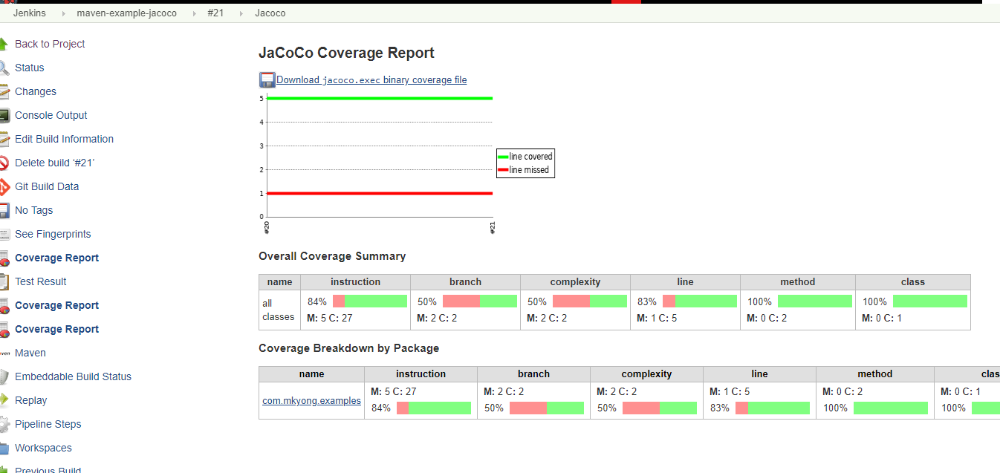 Jenkins maven-example-jacoco #21 Jacoco
Back to Project
Status
Changes
Console Output
Edit Build Information
Delete build ‘#21’
Git Build Data
No Tags
See Fingerprints
Coverage Report
Test Result
Coverage Report
Coverage Report
Maven
Embeddable Build Status
Replay
Pipeline Steps
Workspaces
Previous Build
JaCoCo Coverage Report
Download jacoco.exec binary coverage file
5
4
3
2
1
0
#20 #21
line covered
line missed
Overall Coverage Summary
name instruction branch complexity line method class
all classes
84% 50% 50% 83% 100% 100%
M: 5 C: 27 M: 2 C: 2 M: 2 C: 2 M: 1 C: 5 M: 0 C: 2 M: 0 C: 1
Coverage Breakdown by Package
name instruction branch complexity line method clas
com.mkyong.examples
M: 5 C: 27 M: 2 C: 2 M: 2 C: 2 M: 1 C: 5 M: 0 C: 2 M: 0 C: 1
84% 50% 50% 83% 100% 100%